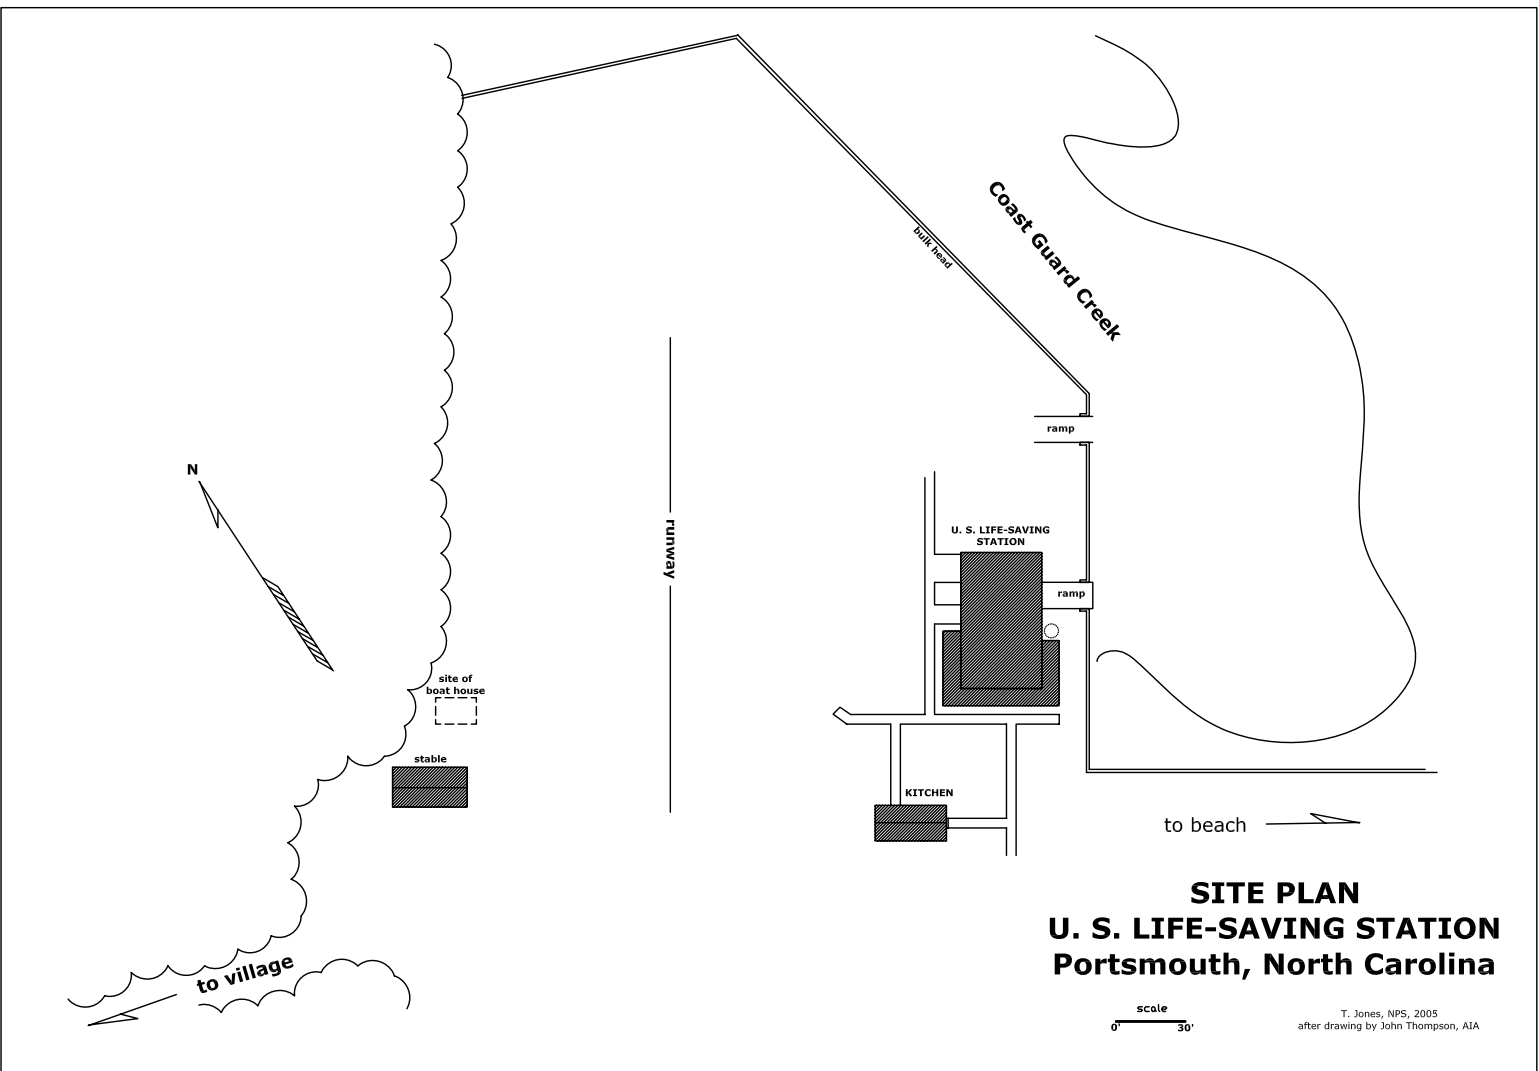 Coast Guard Creek
bulk head
ramp
N
runway
U. S. LIFE-SAVING
STATION
ramp
site of
boat house
stable
KITCHEN
to beach
SITE PLAN
U. S. LIFE-SAVING STATION
Portsmouth, North Carolina
to village
scale
0' 30'
T. Jones, NPS, 2005
after drawing by John Thompson, AIA